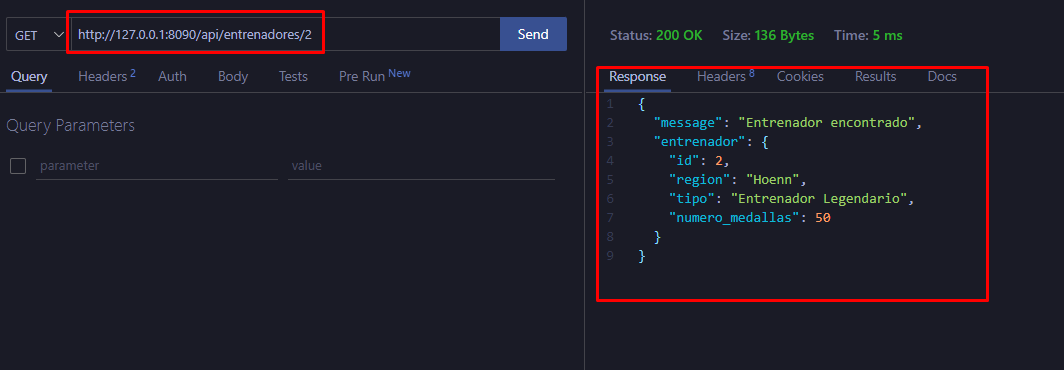 GET http://127.0.0.1:8090/api/entrenadores/2 Send
Query Headers 2 Auth Body Tests Pre Run New
Query Parameters
parameter value
Status: 200 OK Size: 136 Bytes Time: 5 ms
Response Headers 8 Cookies Results Docs
1 {
2 "message": "Entrenador encontrado",
3 "entrenador": {
4 "id": 2,
5 "region": "Hoenn",
6 "tipo": "Entrenador Legendario",
7 "numero_medallas": 50
8 }
9 }